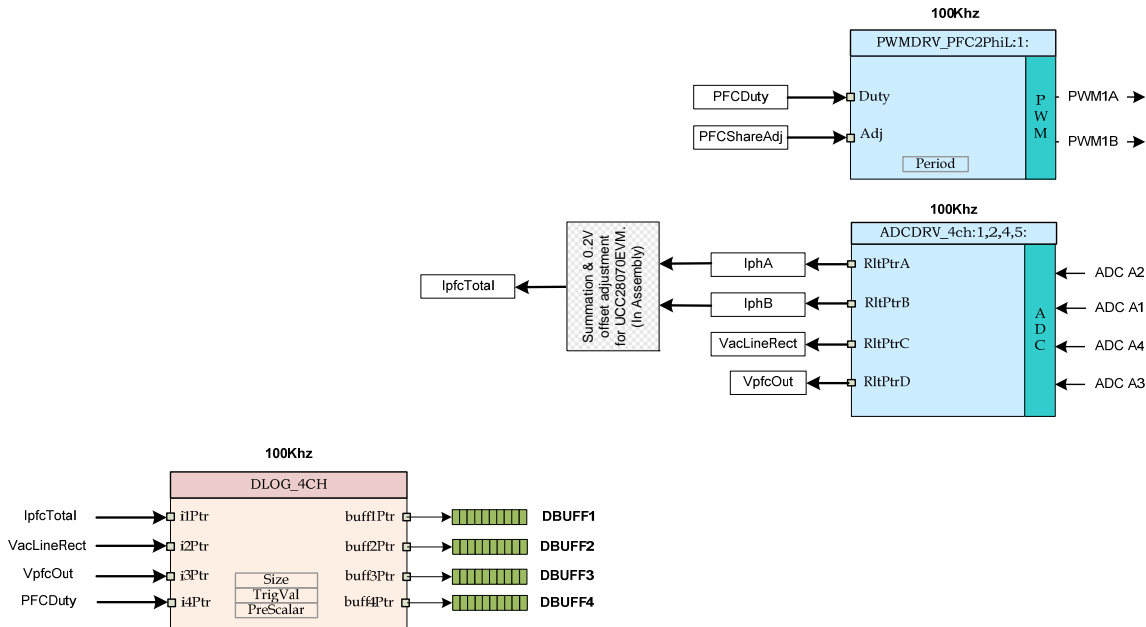 100Khz
PWMDRV_PFC2PhiL:1:
PFCDuty
Duty
PWM1A
PFCShareAdj
Adj
PWM
PWM1B
Period
100Khz
ADCDRV_4ch:1,2,4,5:
Summation & 0.2V
offset adjustment
for UCC28070EVM.
(In Assembly)
IpfcTotal
IphA
RltPtrA
ADC A2
IphB
RltPtrB
ADC A1
ADC
VacLineRect
RltPtrC
ADC A4
VpfcOut
RltPtrD
ADC A3
100Khz
DLOG_4CH
IpfcTotal
i1Ptr
buff1Ptr
DBUFF1
VacLineRect
i2Ptr
buff2Ptr
DBUFF2
VpfcOut
i3Ptr
buff3Ptr
DBUFF3
PFCDuty
i4Ptr
buff4Ptr
DBUFF4
Size
TrigVal
PreScalar